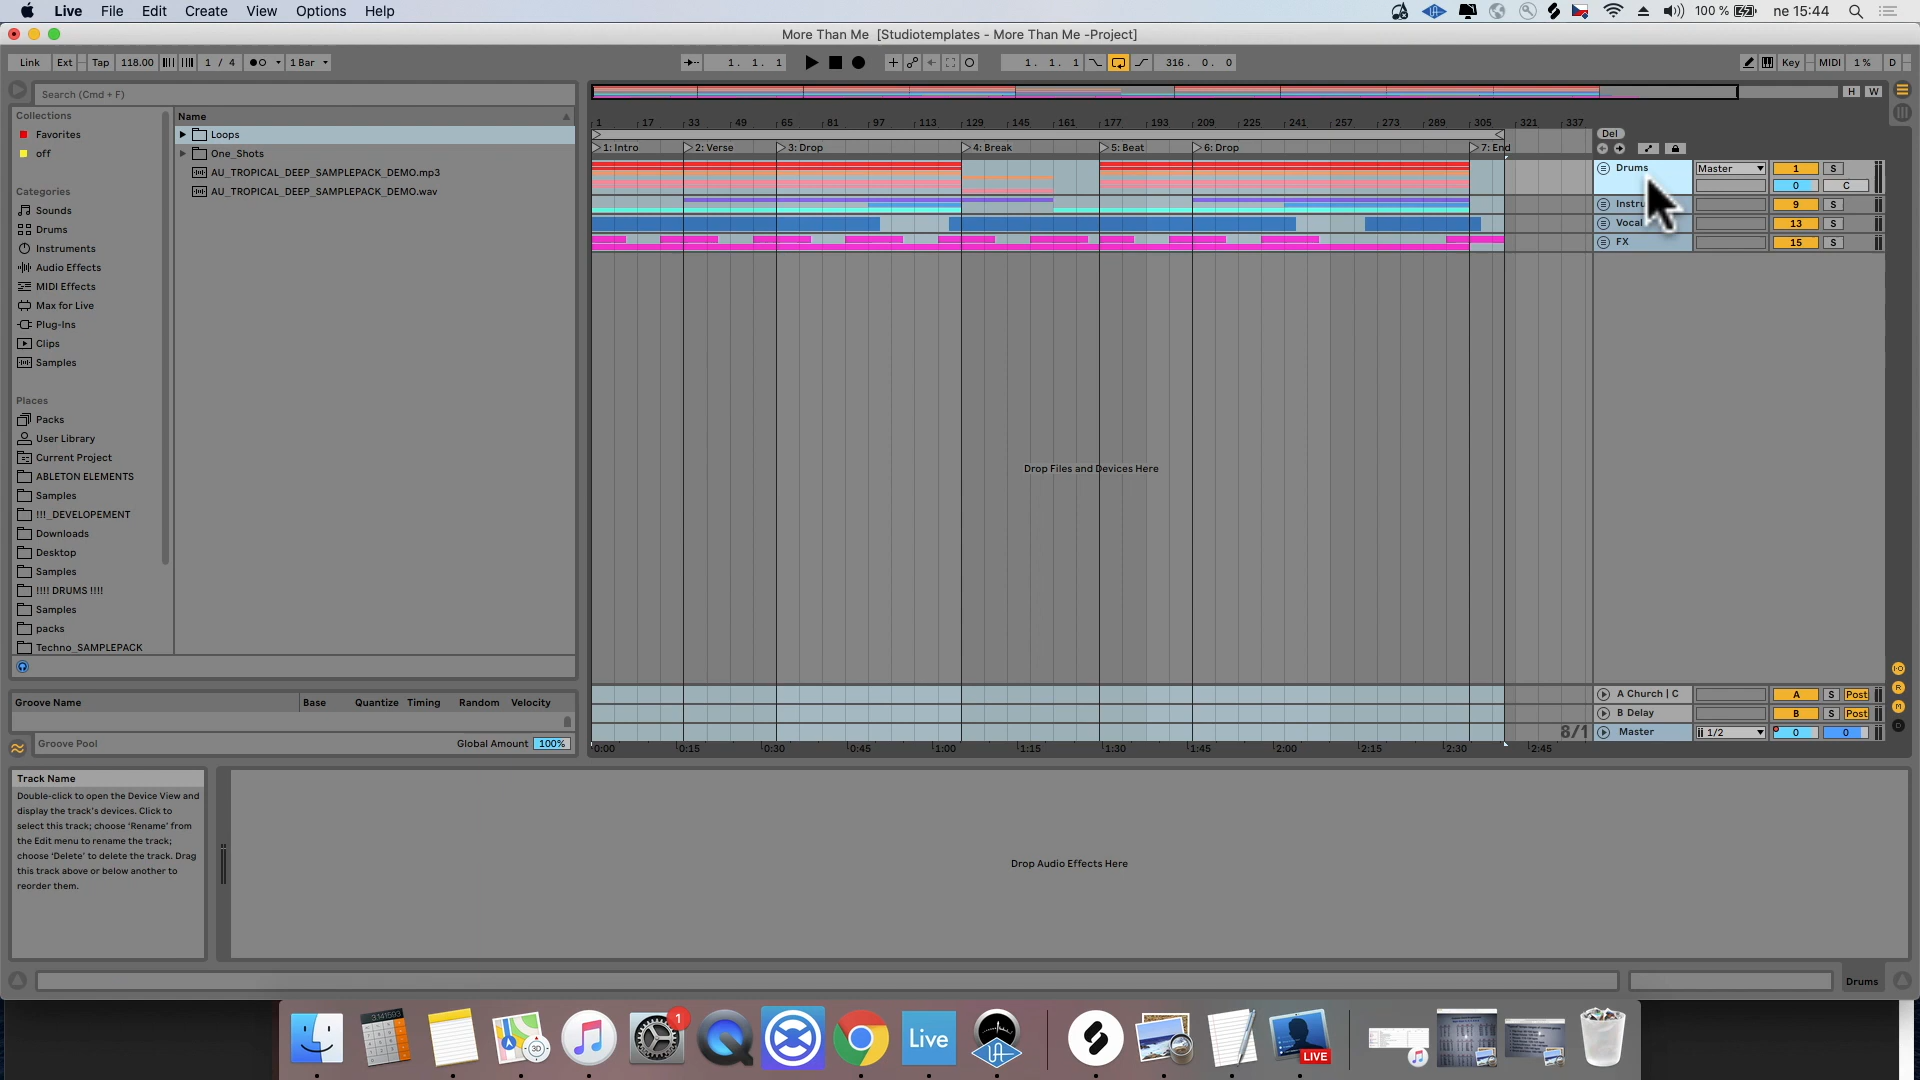 Live File Edit Create View Options Help
100 % ne 15:44
More Than Me [Studiotemplates - More Than Me -Project]
Link Ext Tap 118.00 1 / 4 1 Bar
1. 1. 1
1. 1. 1 316. 0. 0
Key MIDI 1 % D
Search (Cmd + F)
H W
Collections
Favorites
off
Categories
Sounds
Drums
Instruments
Audio Effects
MIDI Effects
Max for Live
Plug-Ins
Clips
Samples
Places
Packs
User Library
Current Project
ABLETON ELEMENTS
Samples
!!!_DEVELOPEMENT
Downloads
Desktop
Samples
!!!! DRUMS !!!!
Samples
packs
Techno_SAMPLEPACK
Name
Loops
One_Shots
AU_TROPICAL_DEEP_SAMPLEPACK_DEMO.mp3
AU_TROPICAL_DEEP_SAMPLEPACK_DEMO.wav
1 17 33 49 65 81 97 113 129 145 161 177 193 209 225 241 257 273 289 305 321 337
Del
1: Intro 2: Verse 3: Drop 4: Break 5: Beat 6: Drop 7: End
Drums Master 1 S
0 C
Instru 9 S
Vocal 13 S
FX 15 S
Drop Files and Devices Here
A Church | C A S Post
B Delay B S Post
8/1 Master 1/2 0 0
0:00 0:15 0:30 0:45 1:00 1:15 1:30 1:45 2:00 2:15 2:30 2:45
Groove Name Base Quantize Timing Random Velocity
Groove Pool Global Amount 100%
Track Name
Double-click to open the Device View and
display the track's devices. Click to
select this track; choose 'Rename' from
the Edit menu to rename the track;
choose 'Delete' to delete the track. Drag
this track above or below another to
reorder them.
Drop Audio Effects Here
Drums
3.141593
3D
1
Live
LIVE